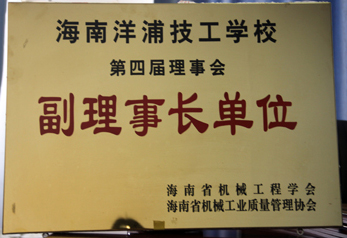 海南洋浦技工学校
第四届理事会
副理事长单位
海南省机械工程学会
海南省机械工业质量管理协会